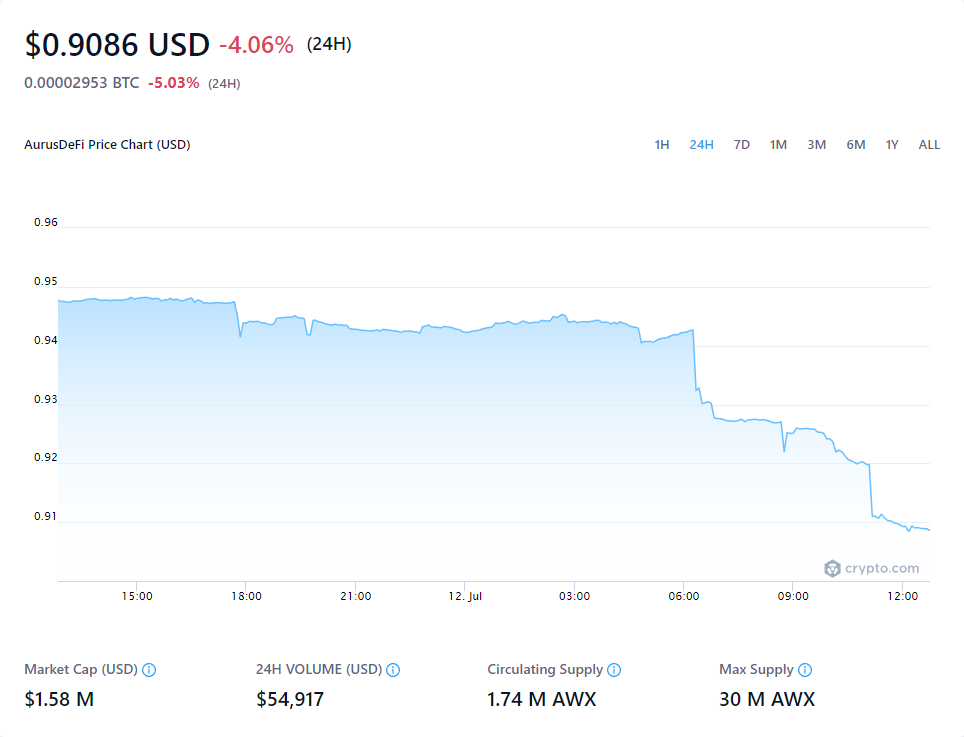 $0.9086 USD -4.06% (24H)
0.00002953 BTC -5.03% (24H)
AurusDeFi Price Chart (USD) 1H 24H 7D 1M 3M 6M 1Y ALL
0.96
0.95
0.94
0.93
0.92
0.91
crypto.com
15:00 18:00 21:00 12. Jul 03:00 06:00 09:00 12:00
Market Cap (USD) 24H VOLUME (USD) Circulating Supply Max Supply
$1.58 M $54,917 1.74 M AWX 30 M AWX